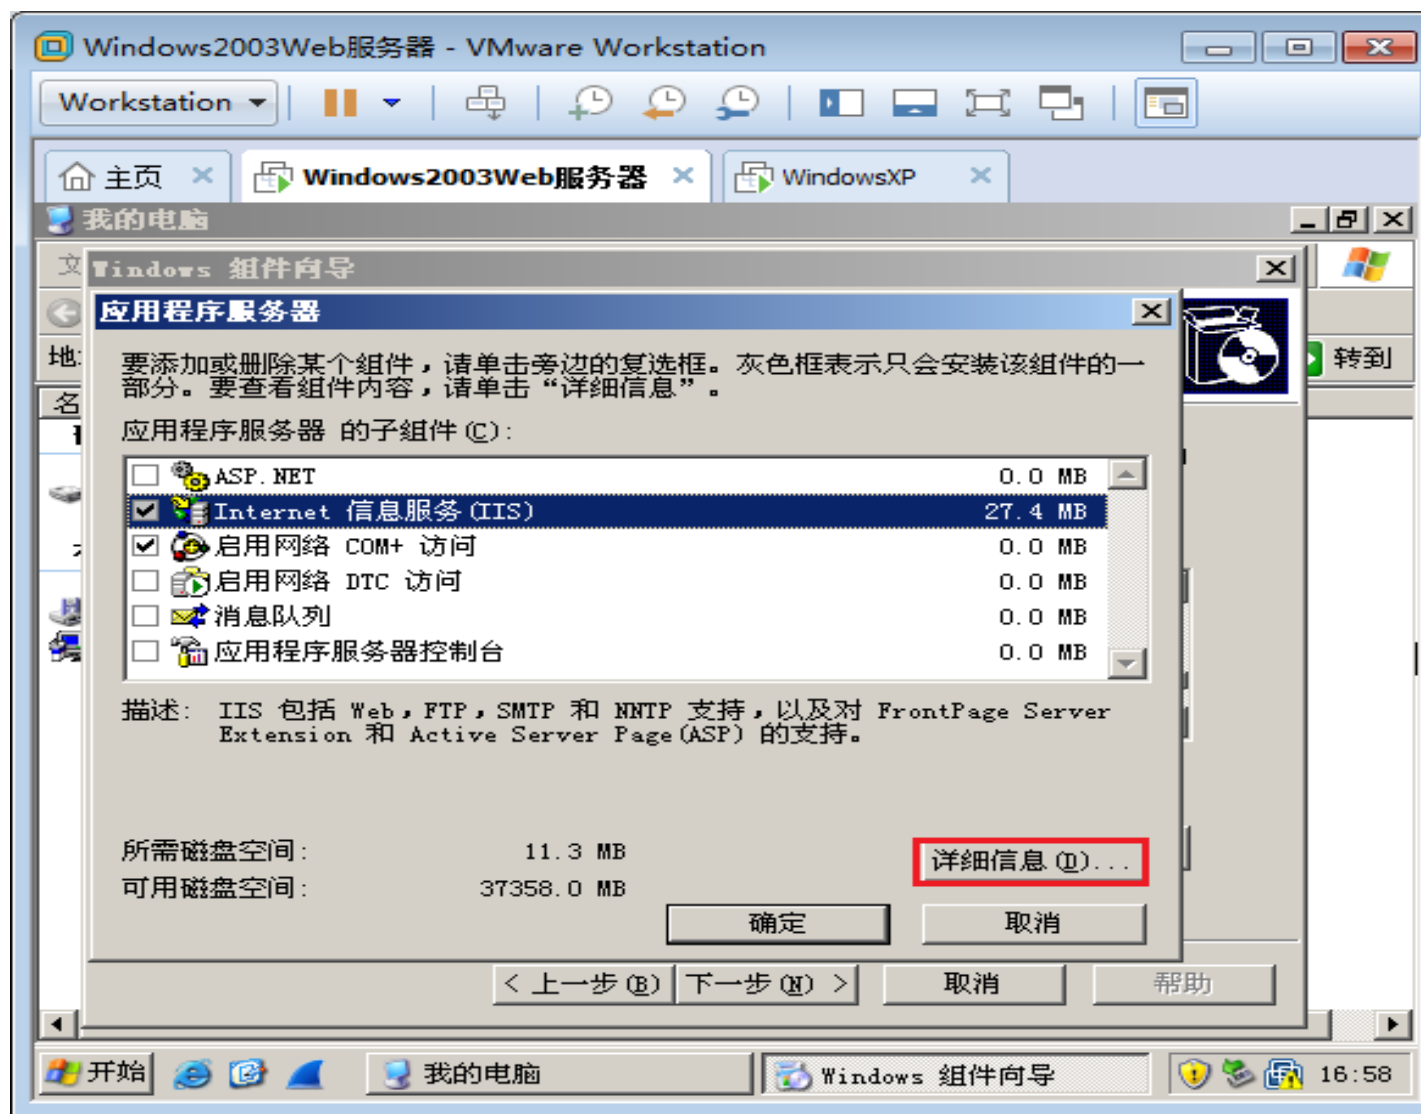 Windows2003Web服务器 - VMware Workstation
Workstation
主页
Windows2003Web服务器
WindowsXP
我的电脑
文
Windows 组件向导
应用程序服务器
地:
转到
要添加或删除某个组件，请单击旁边的复选框。灰色框表示只会安装该组件的一
部分。要查看组件内容，请单击“详细信息”。
名
应用程序服务器 的子组件(C):
ASP.NET 0.0 MB
Internet 信息服务(IIS) 27.4 MB
启用网络 COM+ 访问 0.0 MB
启用网络 DTC 访问 0.0 MB
消息队列 0.0 MB
应用程序服务器控制台 0.0 MB
描述: IIS 包括 Web，FTP，SMTP 和 NNTP 支持，以及对 FrontPage Server
Extension 和 Active Server Page(ASP) 的支持。
所需磁盘空间: 11.3 MB
详细信息(D)...
可用磁盘空间: 37358.0 MB
确定 取消
< 上一步(B) 下一步(N) > 取消 帮助
开始 我的电脑 Windows 组件向导 16:58